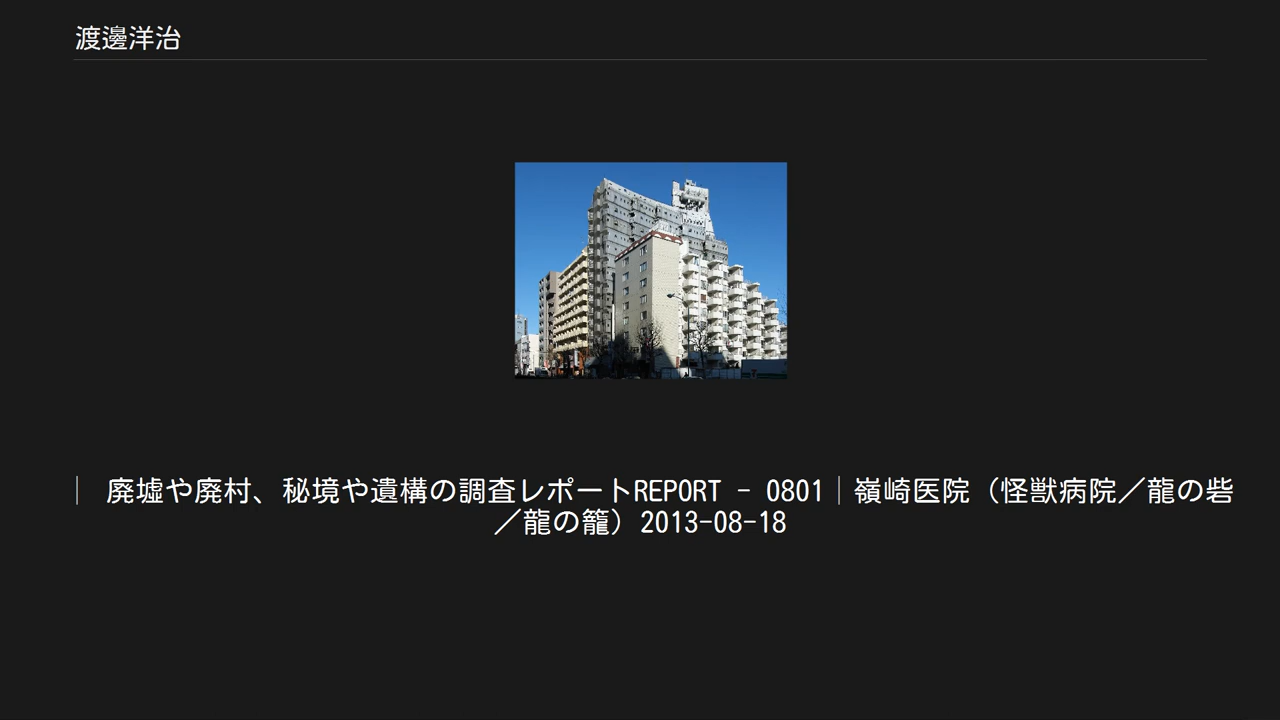 渡邊洋治
│ 廃墟や廃村、秘境や遺構の調査レポートREPORT - 0801│嶺崎医院（怪獣病院／龍の砦
／龍の籠）2013-08-18